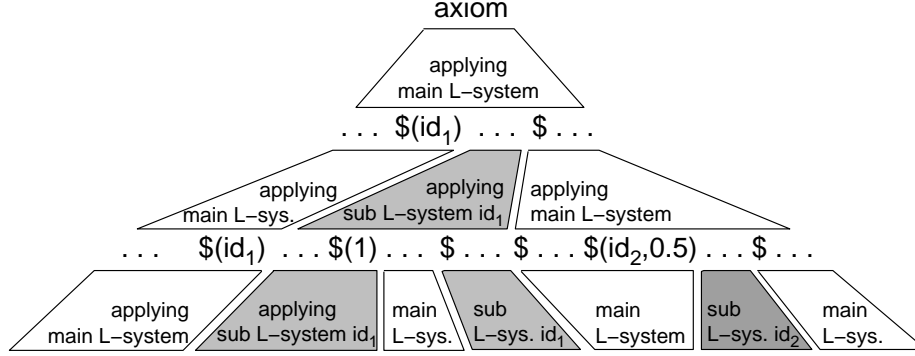 axiom
applying
main L−system
. . . $(id₁) . . . $ . . .
applying
main L−sys.
applying
sub L−system id₁
applying
main L−system
. . . $(id₁) . . . $(1) . . . $ . . . $ . . . $(id₂,0.5) . . . $ . . .
applying
main L−system
applying
sub L−system id₁
main
L−sys.
sub
L−sys. id₁
main
L−system
sub
L−sys. id₂
main
L−sys.